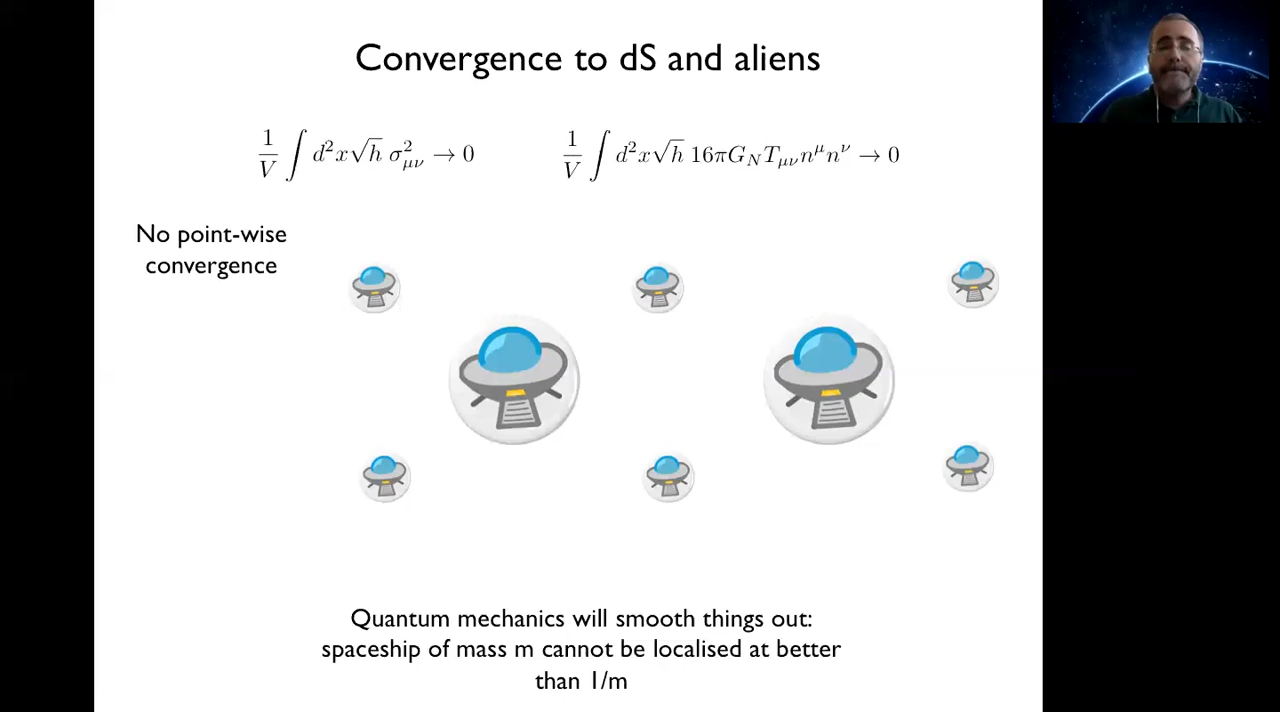 Convergence to dS and aliens
1/V ∫ d²x√h σ²_μν → 0
1/V ∫ d²x√h 16πG_N T_μν n^μ n^ν → 0
No point-wise
convergence
Quantum mechanics will smooth things out:
spaceship of mass m cannot be localised at better
than 1/m